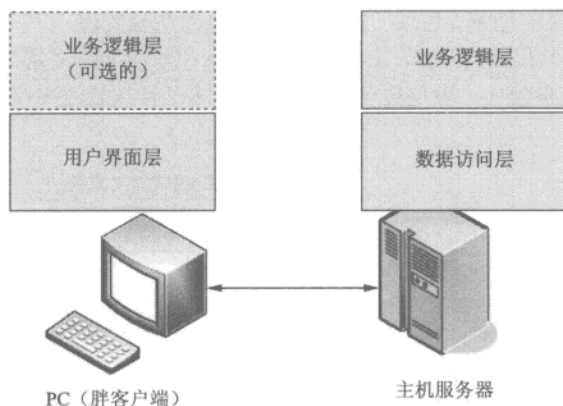 业务逻辑层
（可选的）
用户界面层
业务逻辑层
数据访问层
PC（胖客户端）
主机服务器